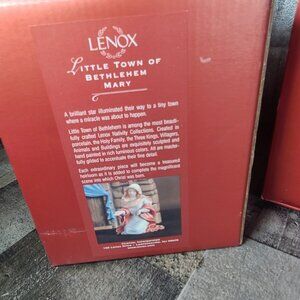 LENOX
LITTLE TOWN OF
BETHLEHEM
MARY
A brilliant star illuminated their way to a tiny town
where a miracle was about to happen.
Little Town of Bethlehem is among the most beauti-
fully crafted Lenox Nativity Collections. Created in
porcelain, the Holy Family, the Three Kings, Villagers,
Animals and Buildings are exquisitely sculpted and
hand painted in rich luminous colors. All are master-
fully gilded to accentuate their fine detail.
Each extraordinary piece will become a treasured
heirloom as it is added to complete the magnificent
scene into which Christ was born.